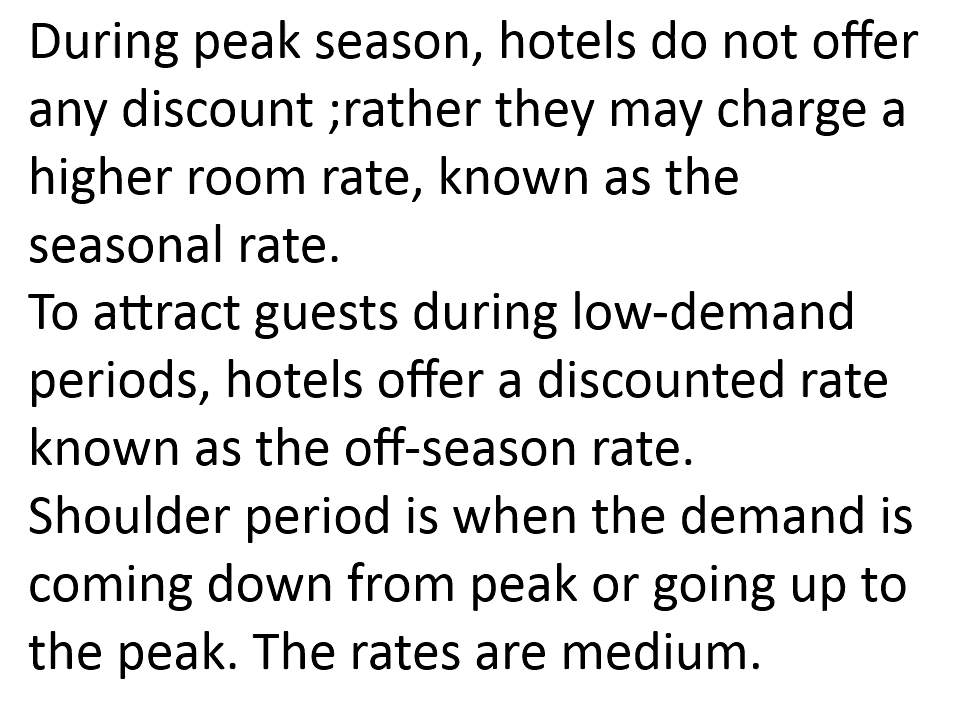 During peak season, hotels do not offer
any discount ;rather they may charge a
higher room rate, known as the
seasonal rate.
To attract guests during low-demand
periods, hotels offer a discounted rate
known as the off-season rate.
Shoulder period is when the demand is
coming down from peak or going up to
the peak. The rates are medium.